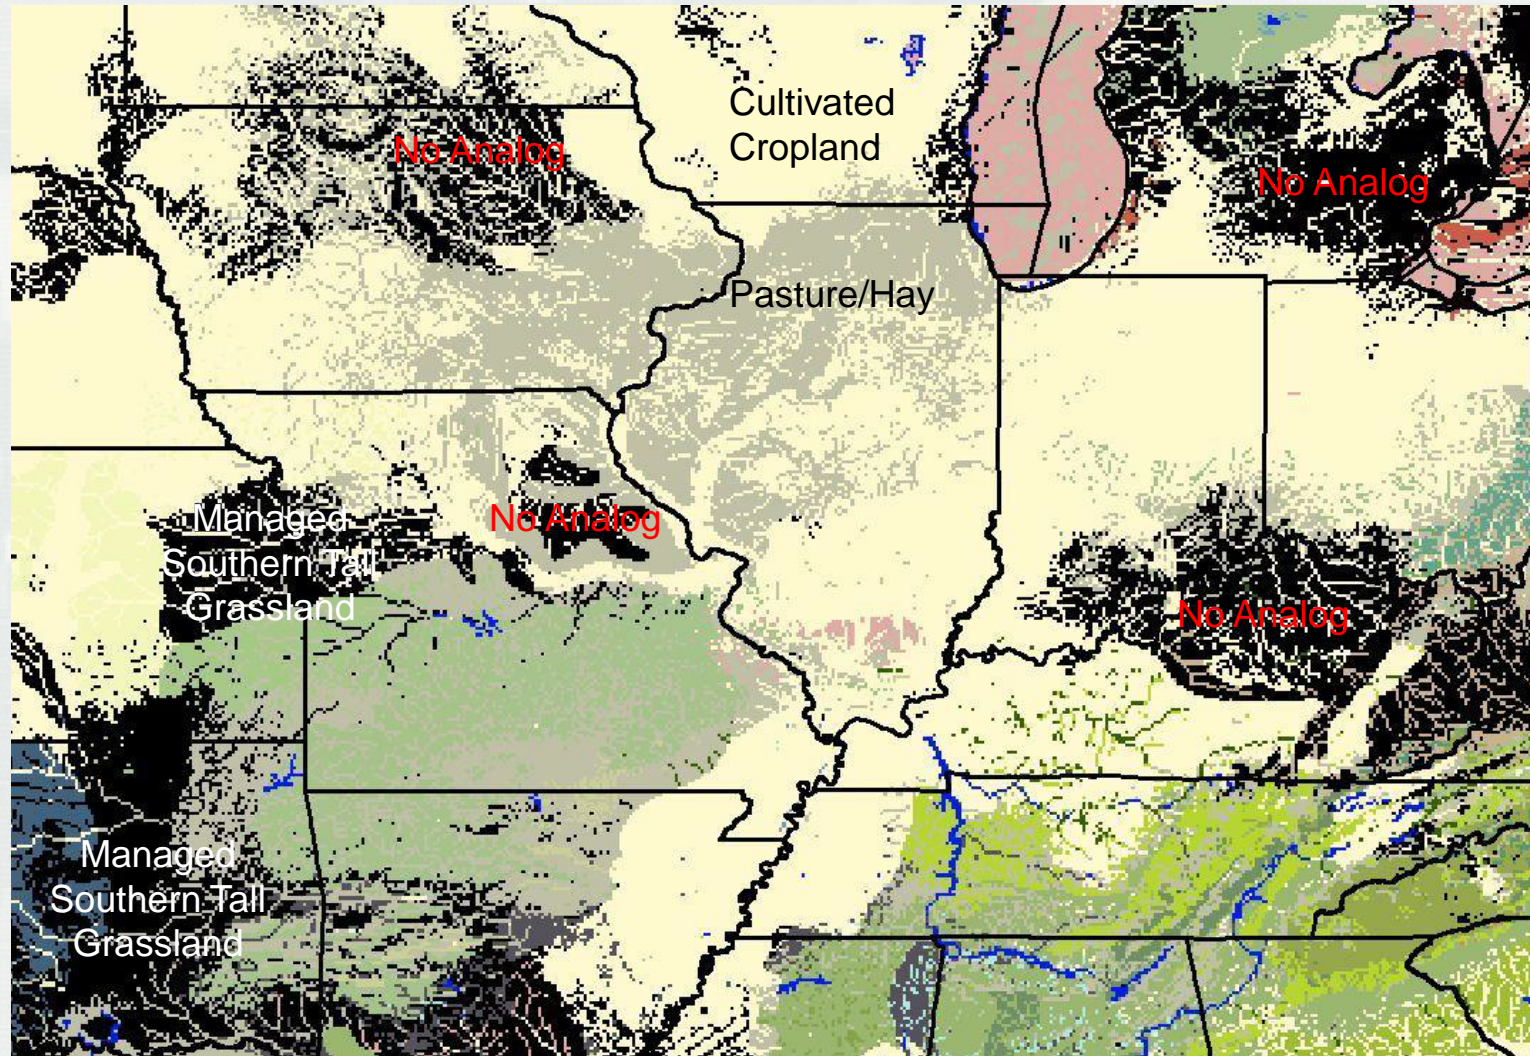 Cultivated
Cropland
No Analog
No Analog
Pasture/Hay
Managed
Southern Tall
Grassland
No Analog
No Analog
Managed
Southern Tall
Grassland